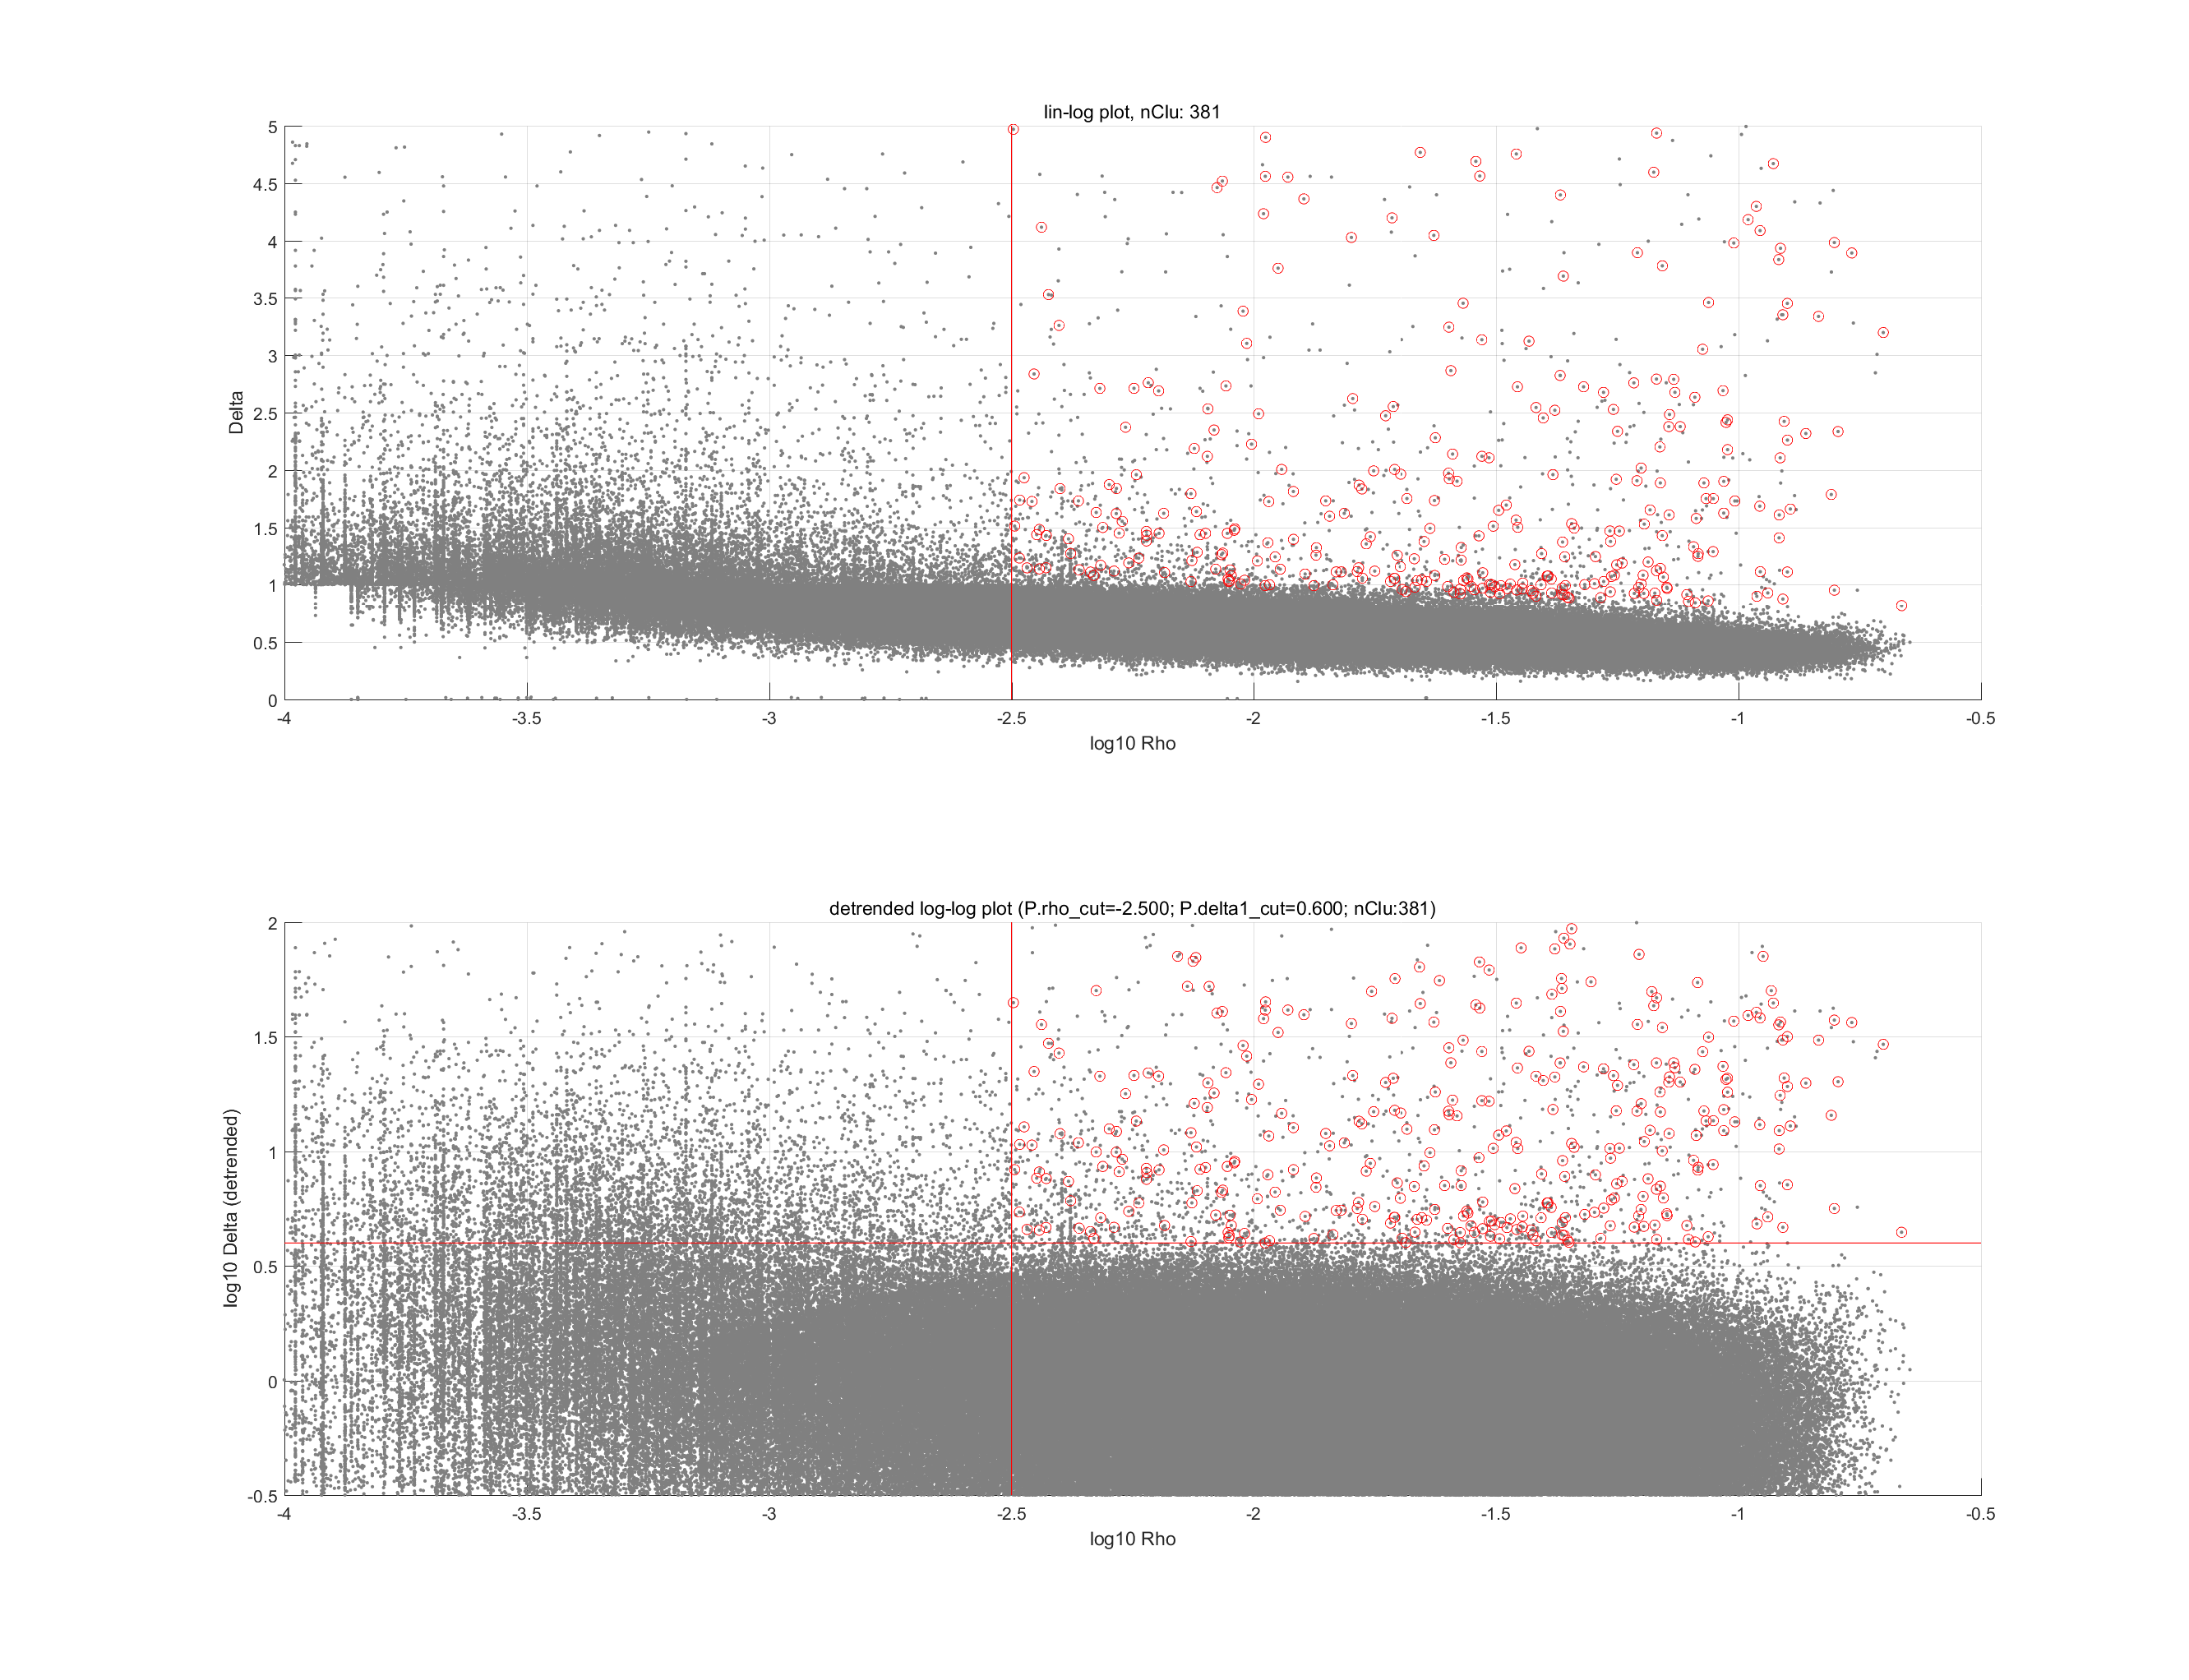 lin-log plot, nClu: 381
5
4.5
4
3.5
3
2.5
2
1.5
1
0.5
0
Delta
-4 -3.5 -3 -2.5 -2 -1.5 -1 -0.5
log10 Rho
detrended log-log plot (P.rho_cut=-2.500; P.delta1_cut=0.600; nClu:381)
2
1.5
1
0.5
0
-0.5
log10 Delta (detrended)
-4 -3.5 -3 -2.5 -2 -1.5 -1 -0.5
log10 Rho